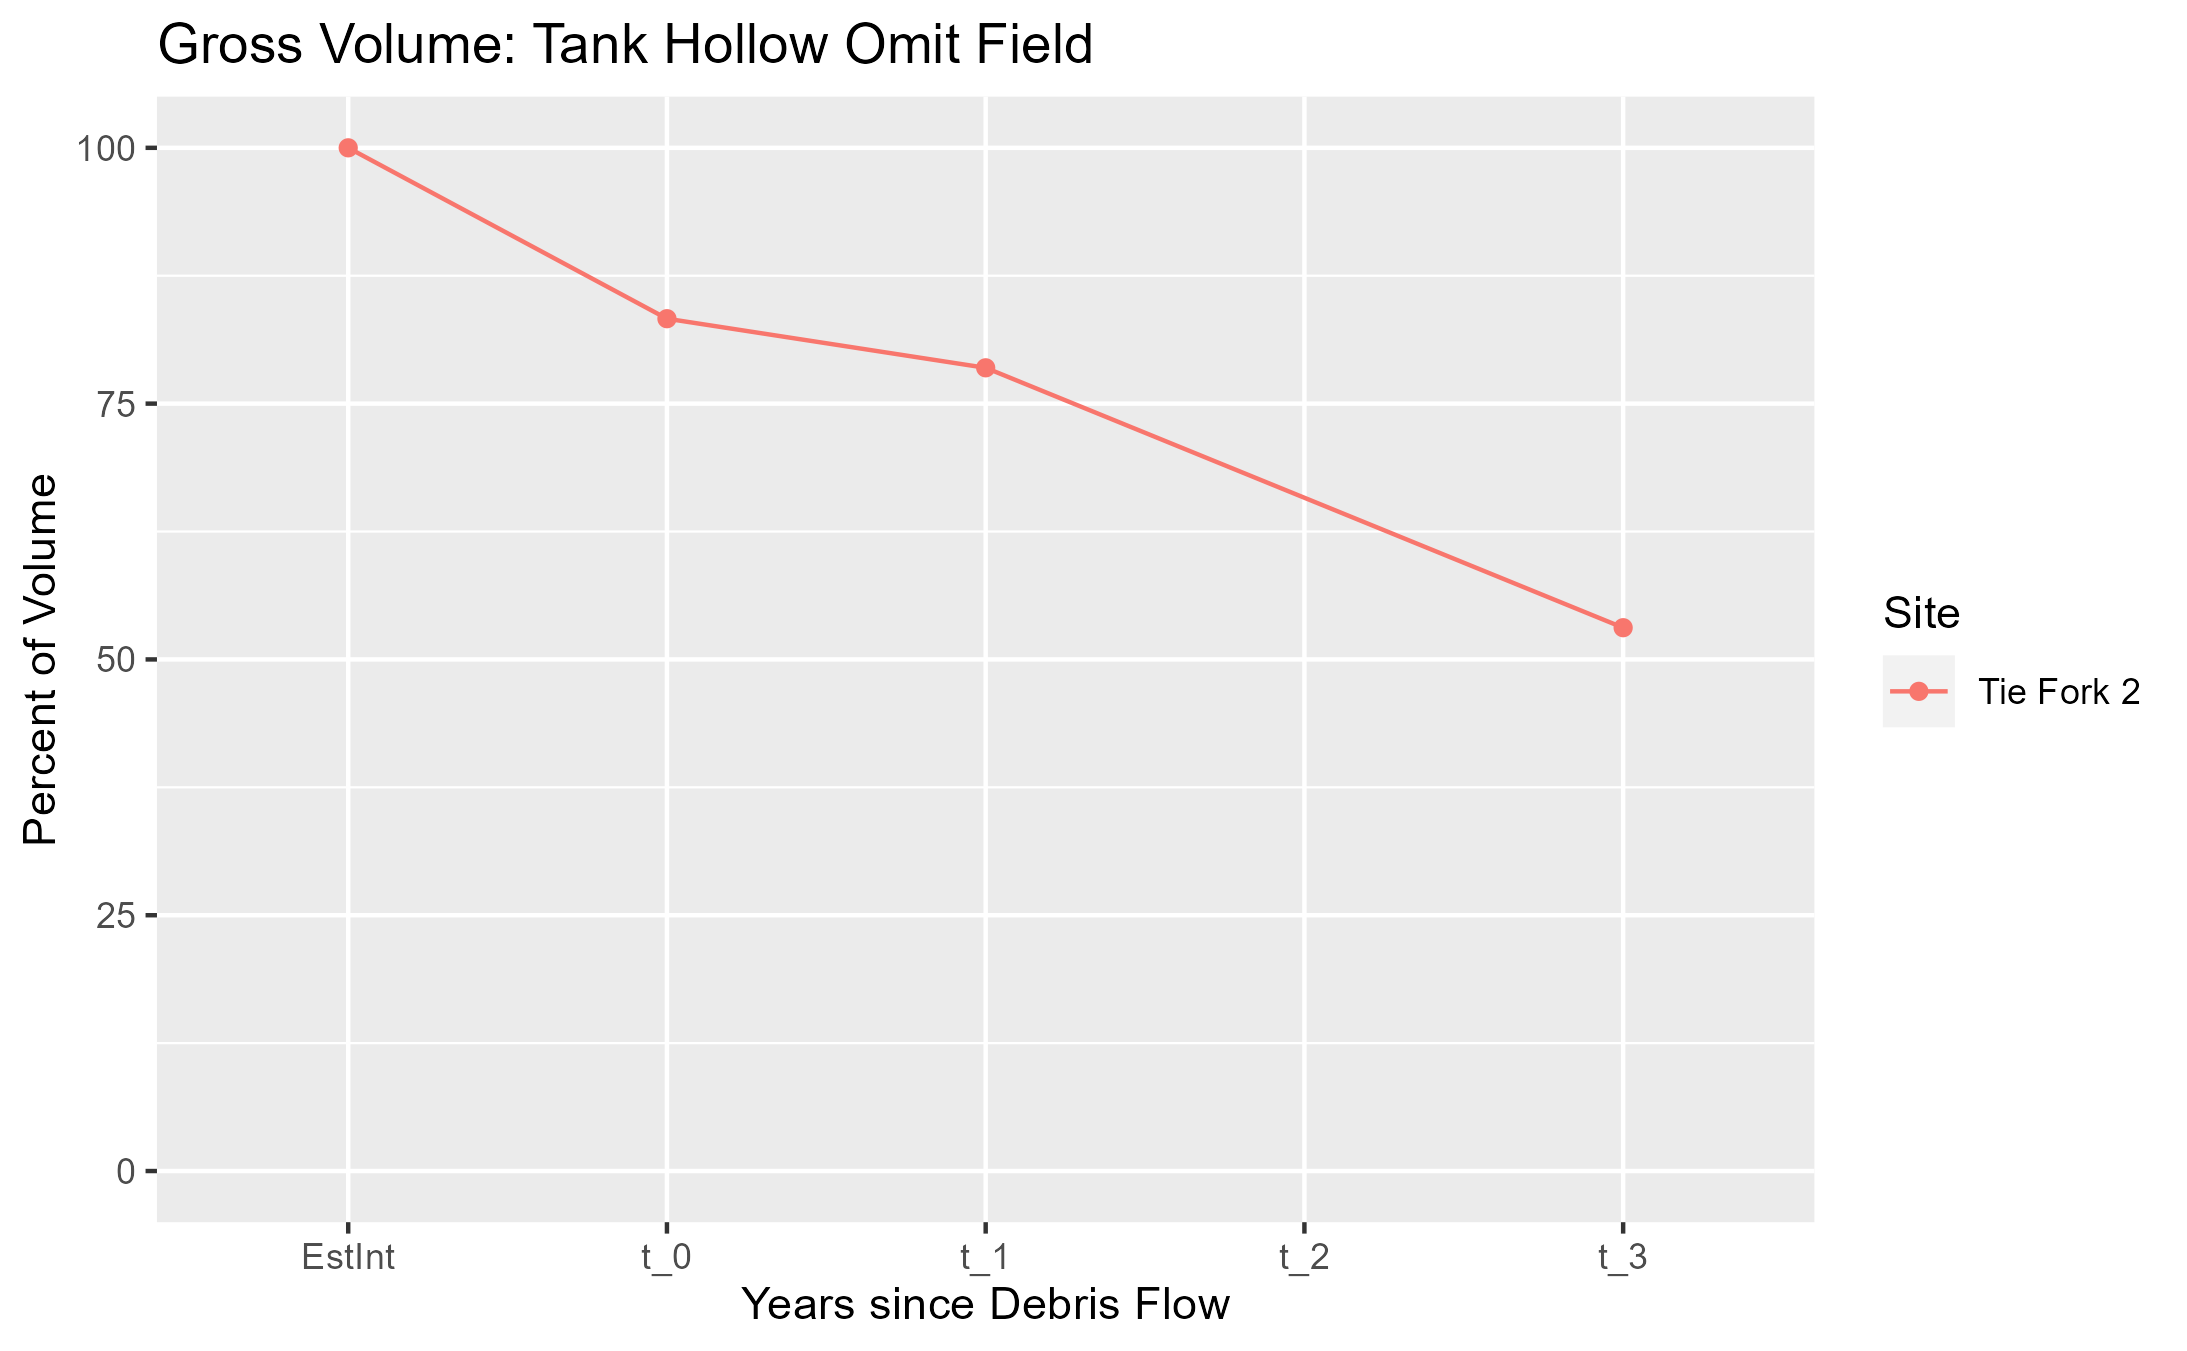 Gross Volume: Tank Hollow Omit Field
Percent of Volume
100
75
50
25
0
EstInt t_0 t_1 t_2 t_3
Years since Debris Flow
Site
Tie Fork 2